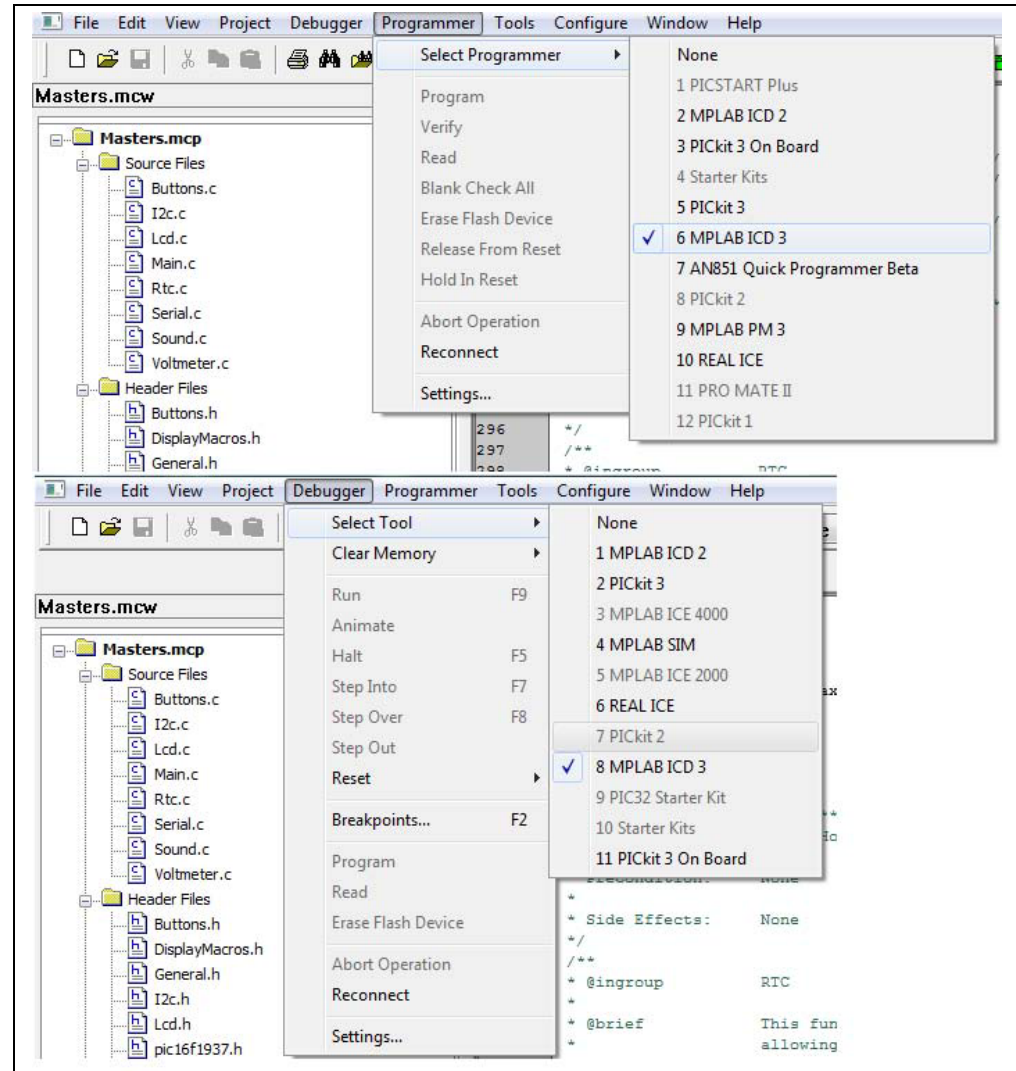 File Edit View Project Debugger Programmer Tools Configure Window Help
Select Programmer
Program
Verify
Read
Blank Check All
Erase Flash Device
Release From Reset
Hold In Reset
Abort Operation
Reconnect
Settings...
None
1 PICSTART Plus
2 MPLAB ICD 2
3 PICkit 3 On Board
4 Starter Kits
5 PICkit 3
6 MPLAB ICD 3
7 AN851 Quick Programmer Beta
8 PICkit 2
9 MPLAB PM 3
10 REAL ICE
11 PRO MATE II
12 PICkit 1
Masters.mcw
Masters.mcp
Source Files
Buttons.c
I2c.c
Lcd.c
Main.c
Rtc.c
Serial.c
Sound.c
Voltmeter.c
Header Files
Buttons.h
DisplayMacros.h
General.h
296 */
297 /**
298 * @ingroup RTC
File Edit View Project Debugger Programmer Tools Configure Window Help
Select Tool
Clear Memory
Run F9
Animate
Halt F5
Step Into F7
Step Over F8
Step Out
Reset
Breakpoints... F2
Program
Read
Erase Flash Device
Abort Operation
Reconnect
Settings...
None
1 MPLAB ICD 2
2 PICkit 3
3 MPLAB ICE 4000
4 MPLAB SIM
5 MPLAB ICE 2000
6 REAL ICE
7 PICkit 2
8 MPLAB ICD 3
9 PIC32 Starter Kit
10 Starter Kits
11 PICkit 3 On Board
Masters.mcw
Masters.mcp
Source Files
Buttons.c
I2c.c
Lcd.c
Main.c
Rtc.c
Serial.c
Sound.c
Voltmeter.c
Header Files
Buttons.h
DisplayMacros.h
General.h
I2c.h
Lcd.h
pic16f1937.h
*
* Side Effects: None
*/
/**
* @ingroup RTC
*
* @brief This fun
* allowing